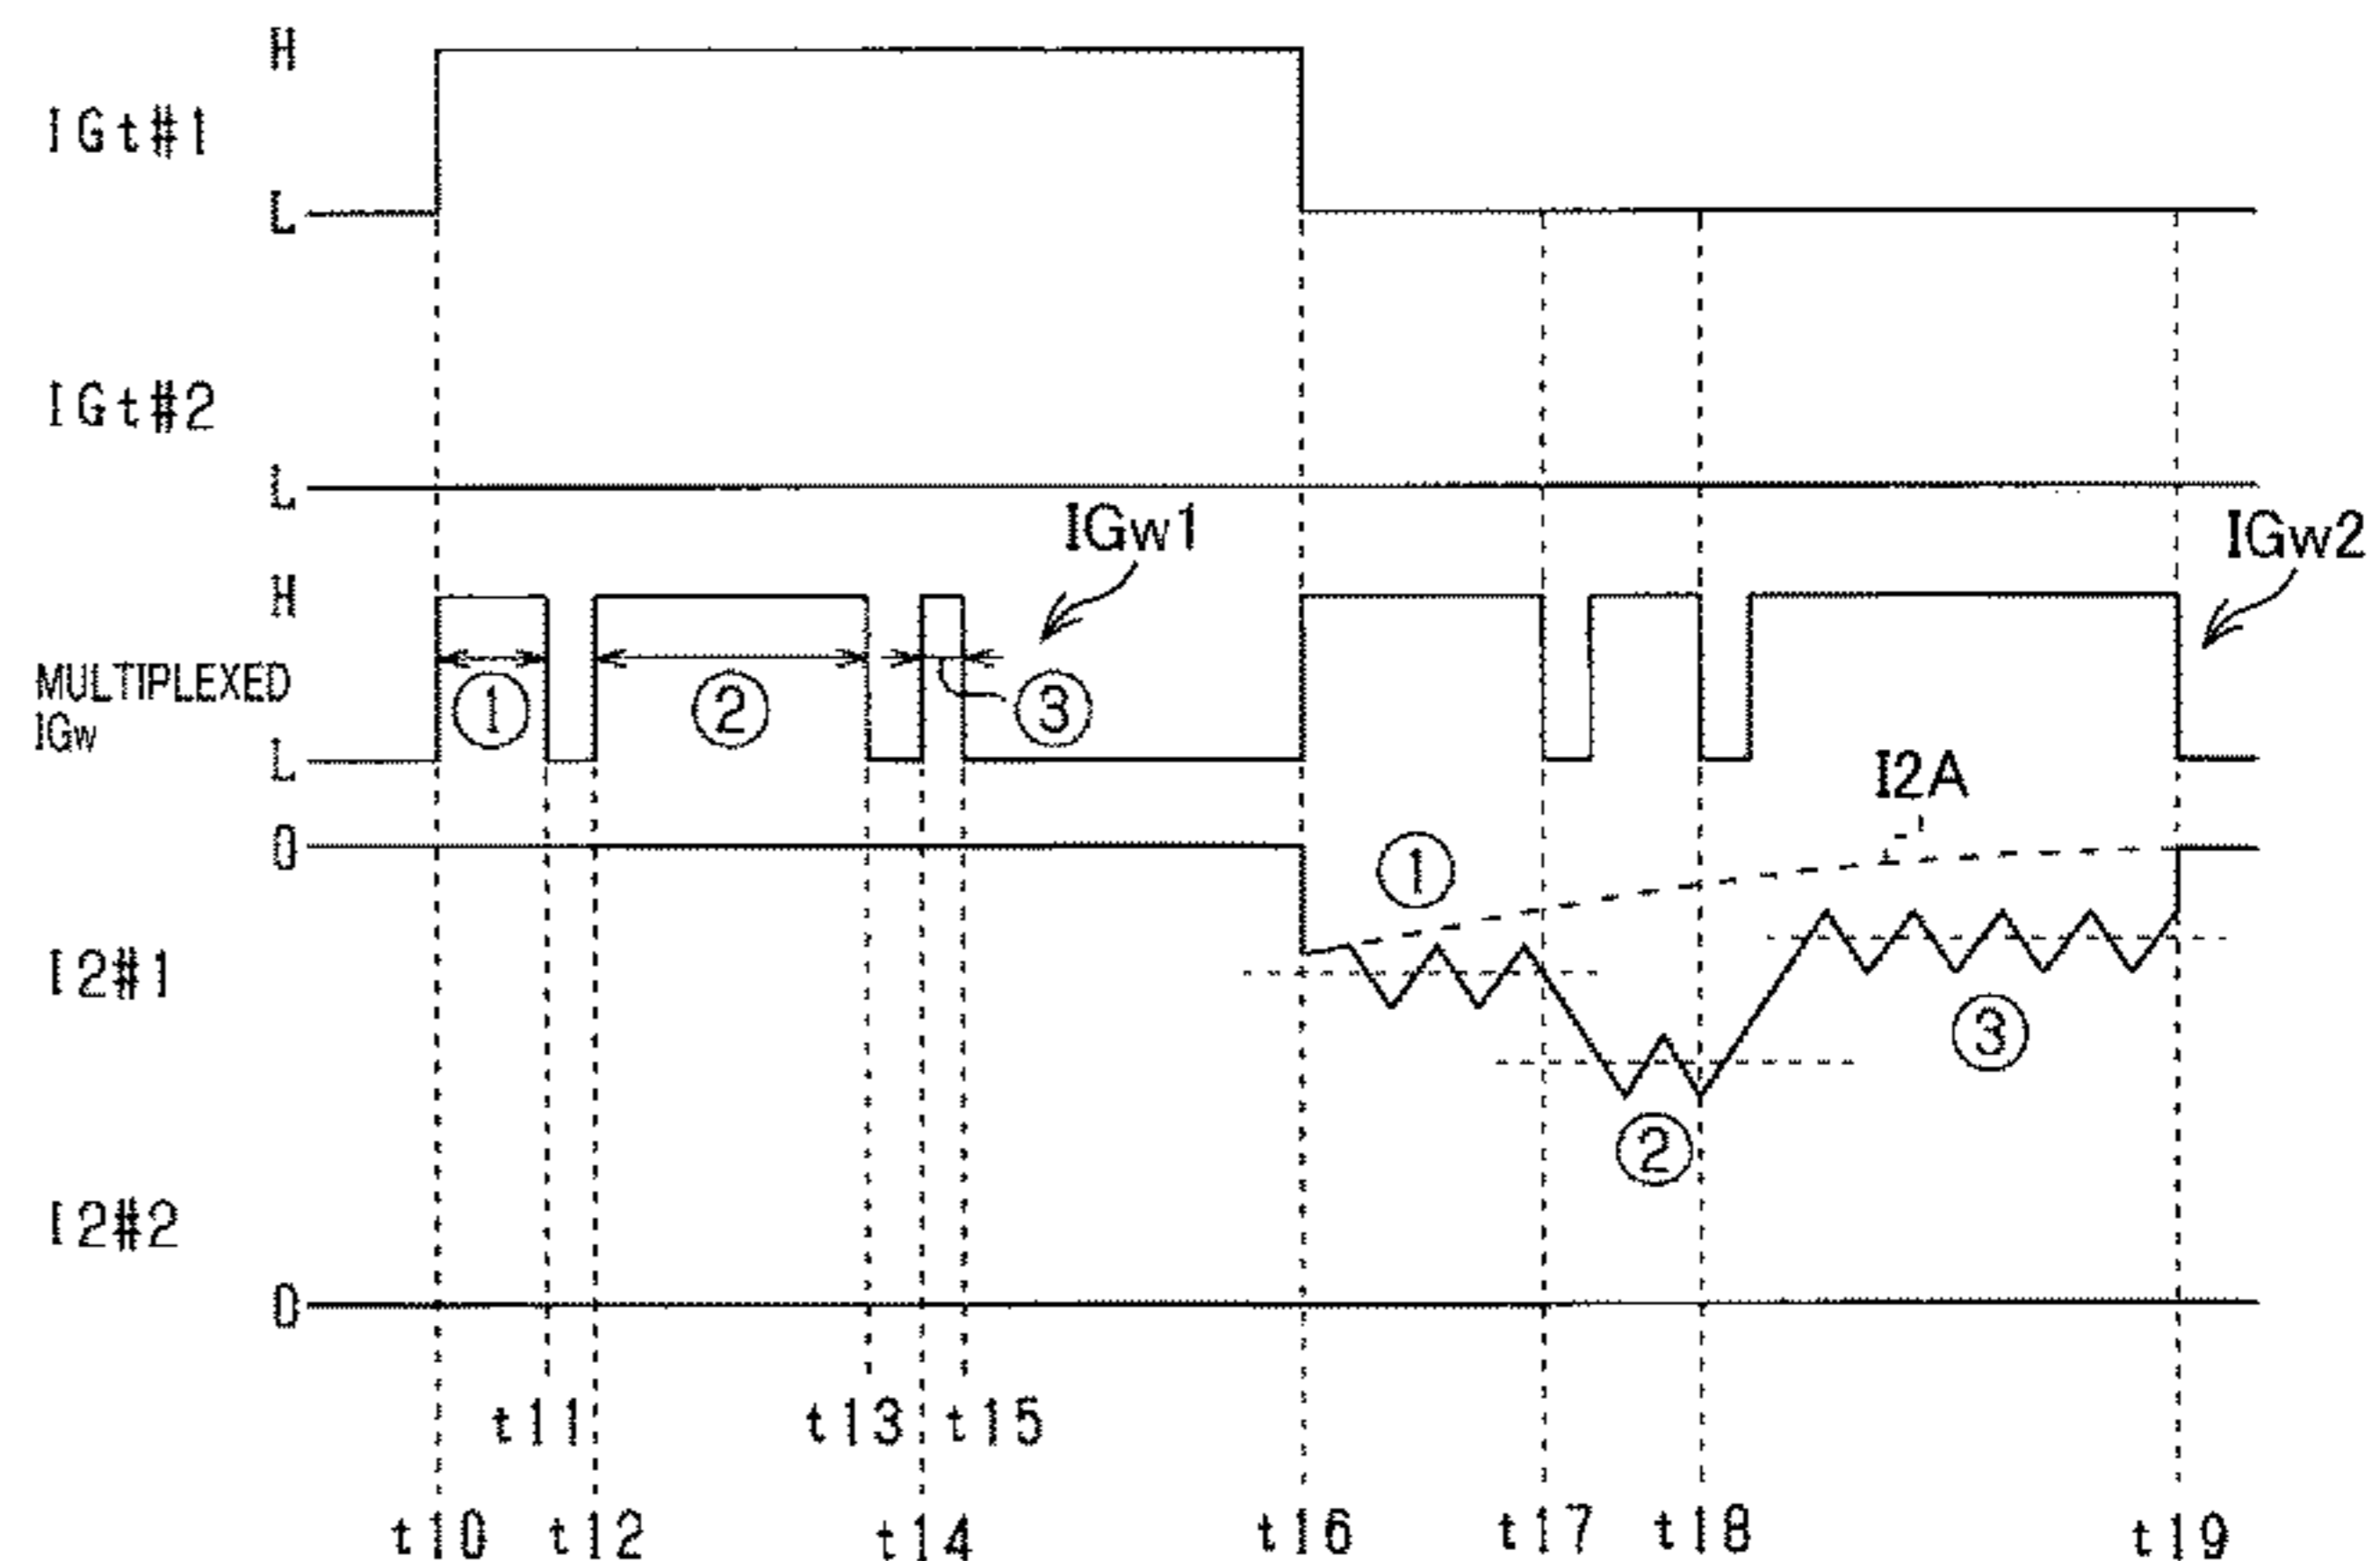 H
IGt#1
L
IGt#2
L
IGw1
IGw2
H
MULTIPLEXED
IGw
① ② ③
L
I2A
0
①
I2#1
③
②
I2#2
0
t11 t13 t15
t10 t12 t14 t16 t17 t18 t19